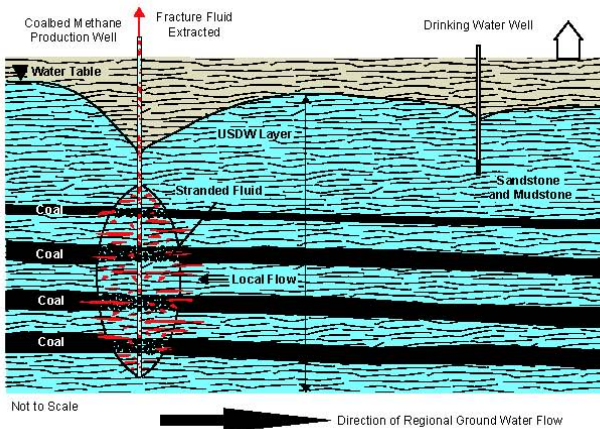 Coalbed Methane
Production Well
Fracture Fluid
Extracted
Drinking Water Well
Water Table
USDW Layer
Stranded Fluid
Sandstone
and Mudstone
Coal
Coal
Local Flow
Coal
Coal
Not to Scale
Direction of Regional Ground Water Flow